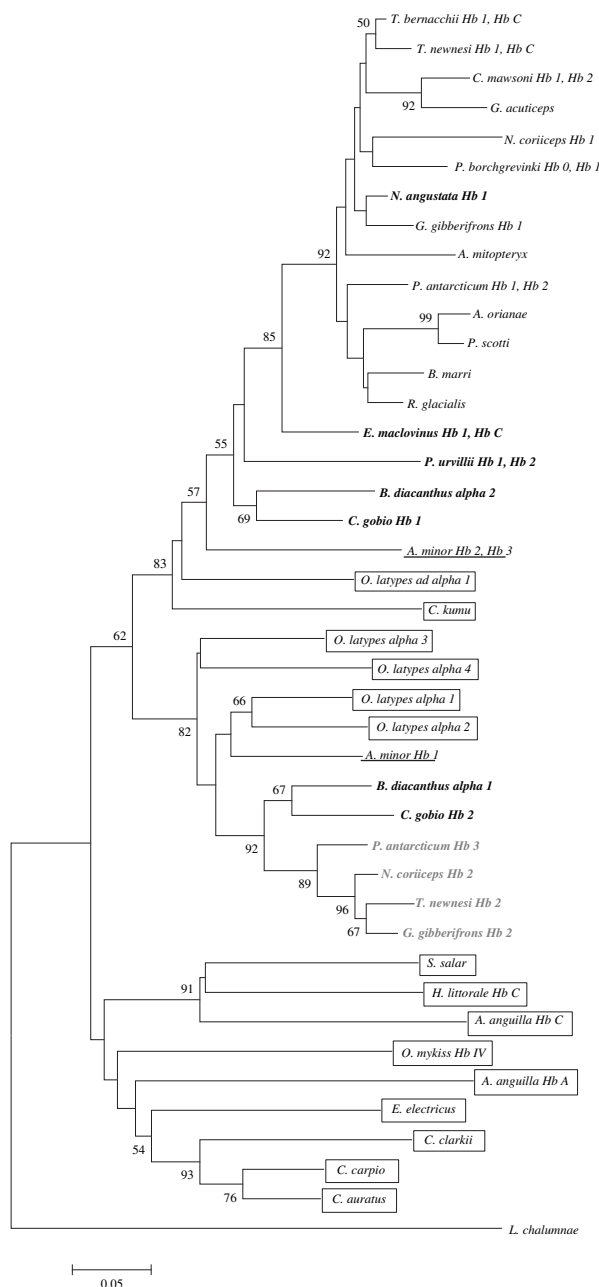 50
T. bernacchii Hb 1, Hb C
T. newnesi Hb 1, Hb C
C. mawsoni Hb 1, Hb 2
92
G. acuticeps
N. coriiceps Hb 1
P. borchgrevinki Hb 0, Hb 1
N. angustata Hb 1
G. gibberifrons Hb 1
92
A. mitopteryx
P. antarcticum Hb 1, Hb 2
99
A. orianae
P. scotti
85
B. marri
R. glacialis
E. maclovinus Hb 1, Hb C
55
P. urvillii Hb 1, Hb 2
57
B. diacanthus alpha 2
69
C. gobio Hb 1
A. minor Hb 2, Hb 3
83
O. latypes ad alpha 1
C. kumu
62
O. latypes alpha 3
O. latypes alpha 4
66
O. latypes alpha 1
82
O. latypes alpha 2
A. minor Hb 1
67
B. diacanthus alpha 1
C. gobio Hb 2
92
P. antarcticum Hb 3
89
N. coriiceps Hb 2
96
T. newnesi Hb 2
67
G. gibberifrons Hb 2
S. salar
91
H. littorale Hb C
A. anguilla Hb C
O. mykiss Hb IV
A. anguilla Hb A
E. electricus
54
C. clarkii
93
C. carpio
76
C. auratus
L. chalumnae
0.05